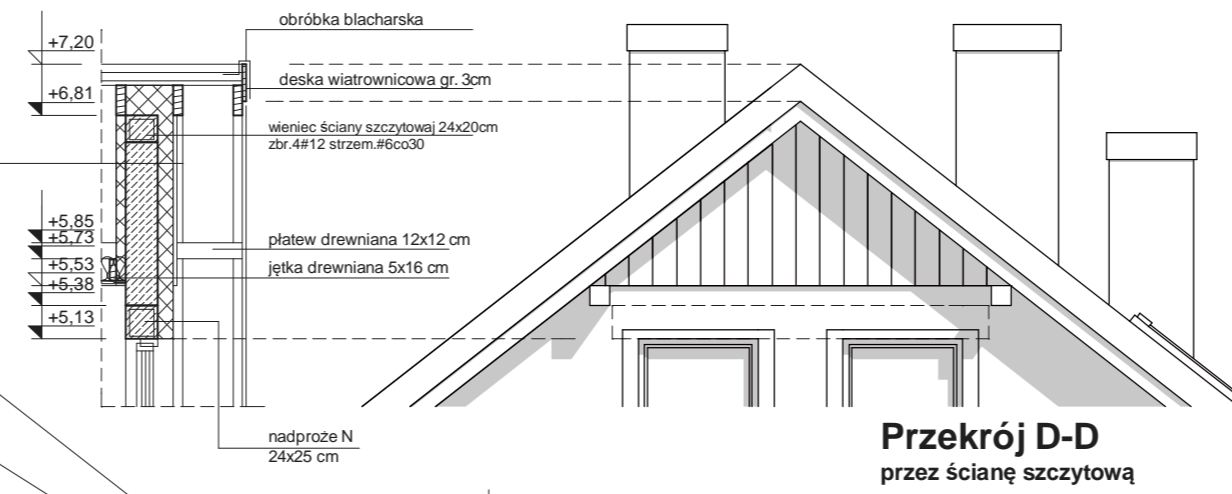 obróbka blacharska
+7,20
deska wiatrownicowa gr. 3cm
+6,81
wieniec ściany szczytowaj 24x20cm
zbr.4#12 strzem.#6co30
+5,85
+5,73
płatew drewniana 12x12 cm
+5,53
jętka drewniana 5x16 cm
+5,38
+5,13
nadproże N
24x25 cm
Przekrój D-D
przez ścianę szczytową